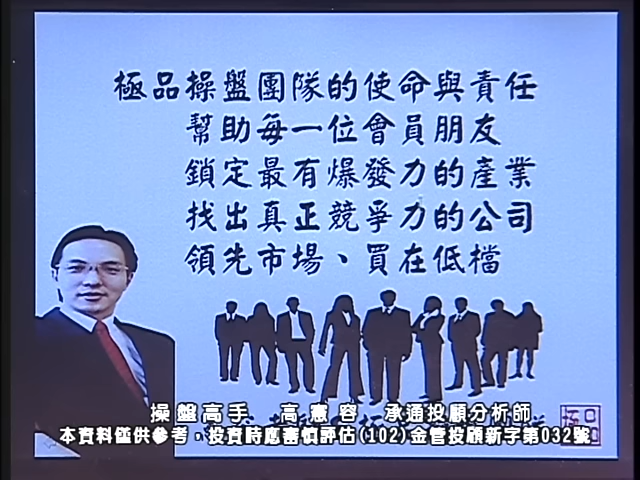 極品操盤團隊的使命與責任
幫助每一位會員朋友
鎖定最有爆發力的產業
找出真正競爭力的公司
領先市場、買在低檔
操盤高手 高憲容 承通投顧分析師
本資料僅供參考，投資時應審慎評估(102)金管投顧新字第032號